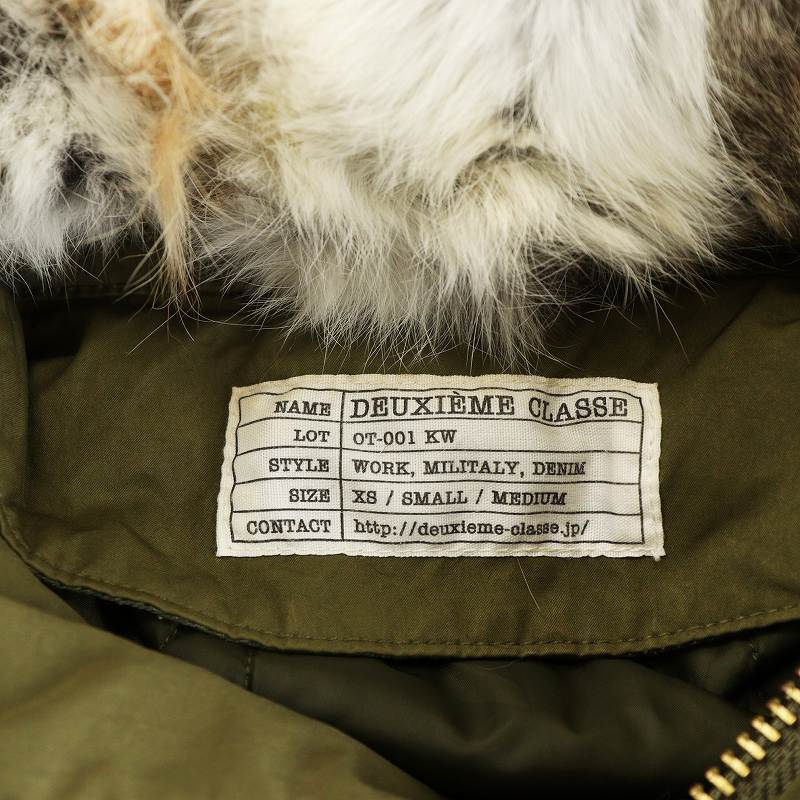 NAME DEUXIÈME CLASSE
LOT OT-001 KW
STYLE WORK, MILITALY, DENIM
SIZE XS / SMALL / MEDIUM
CONTACT http://deuxieme-classe.jp/